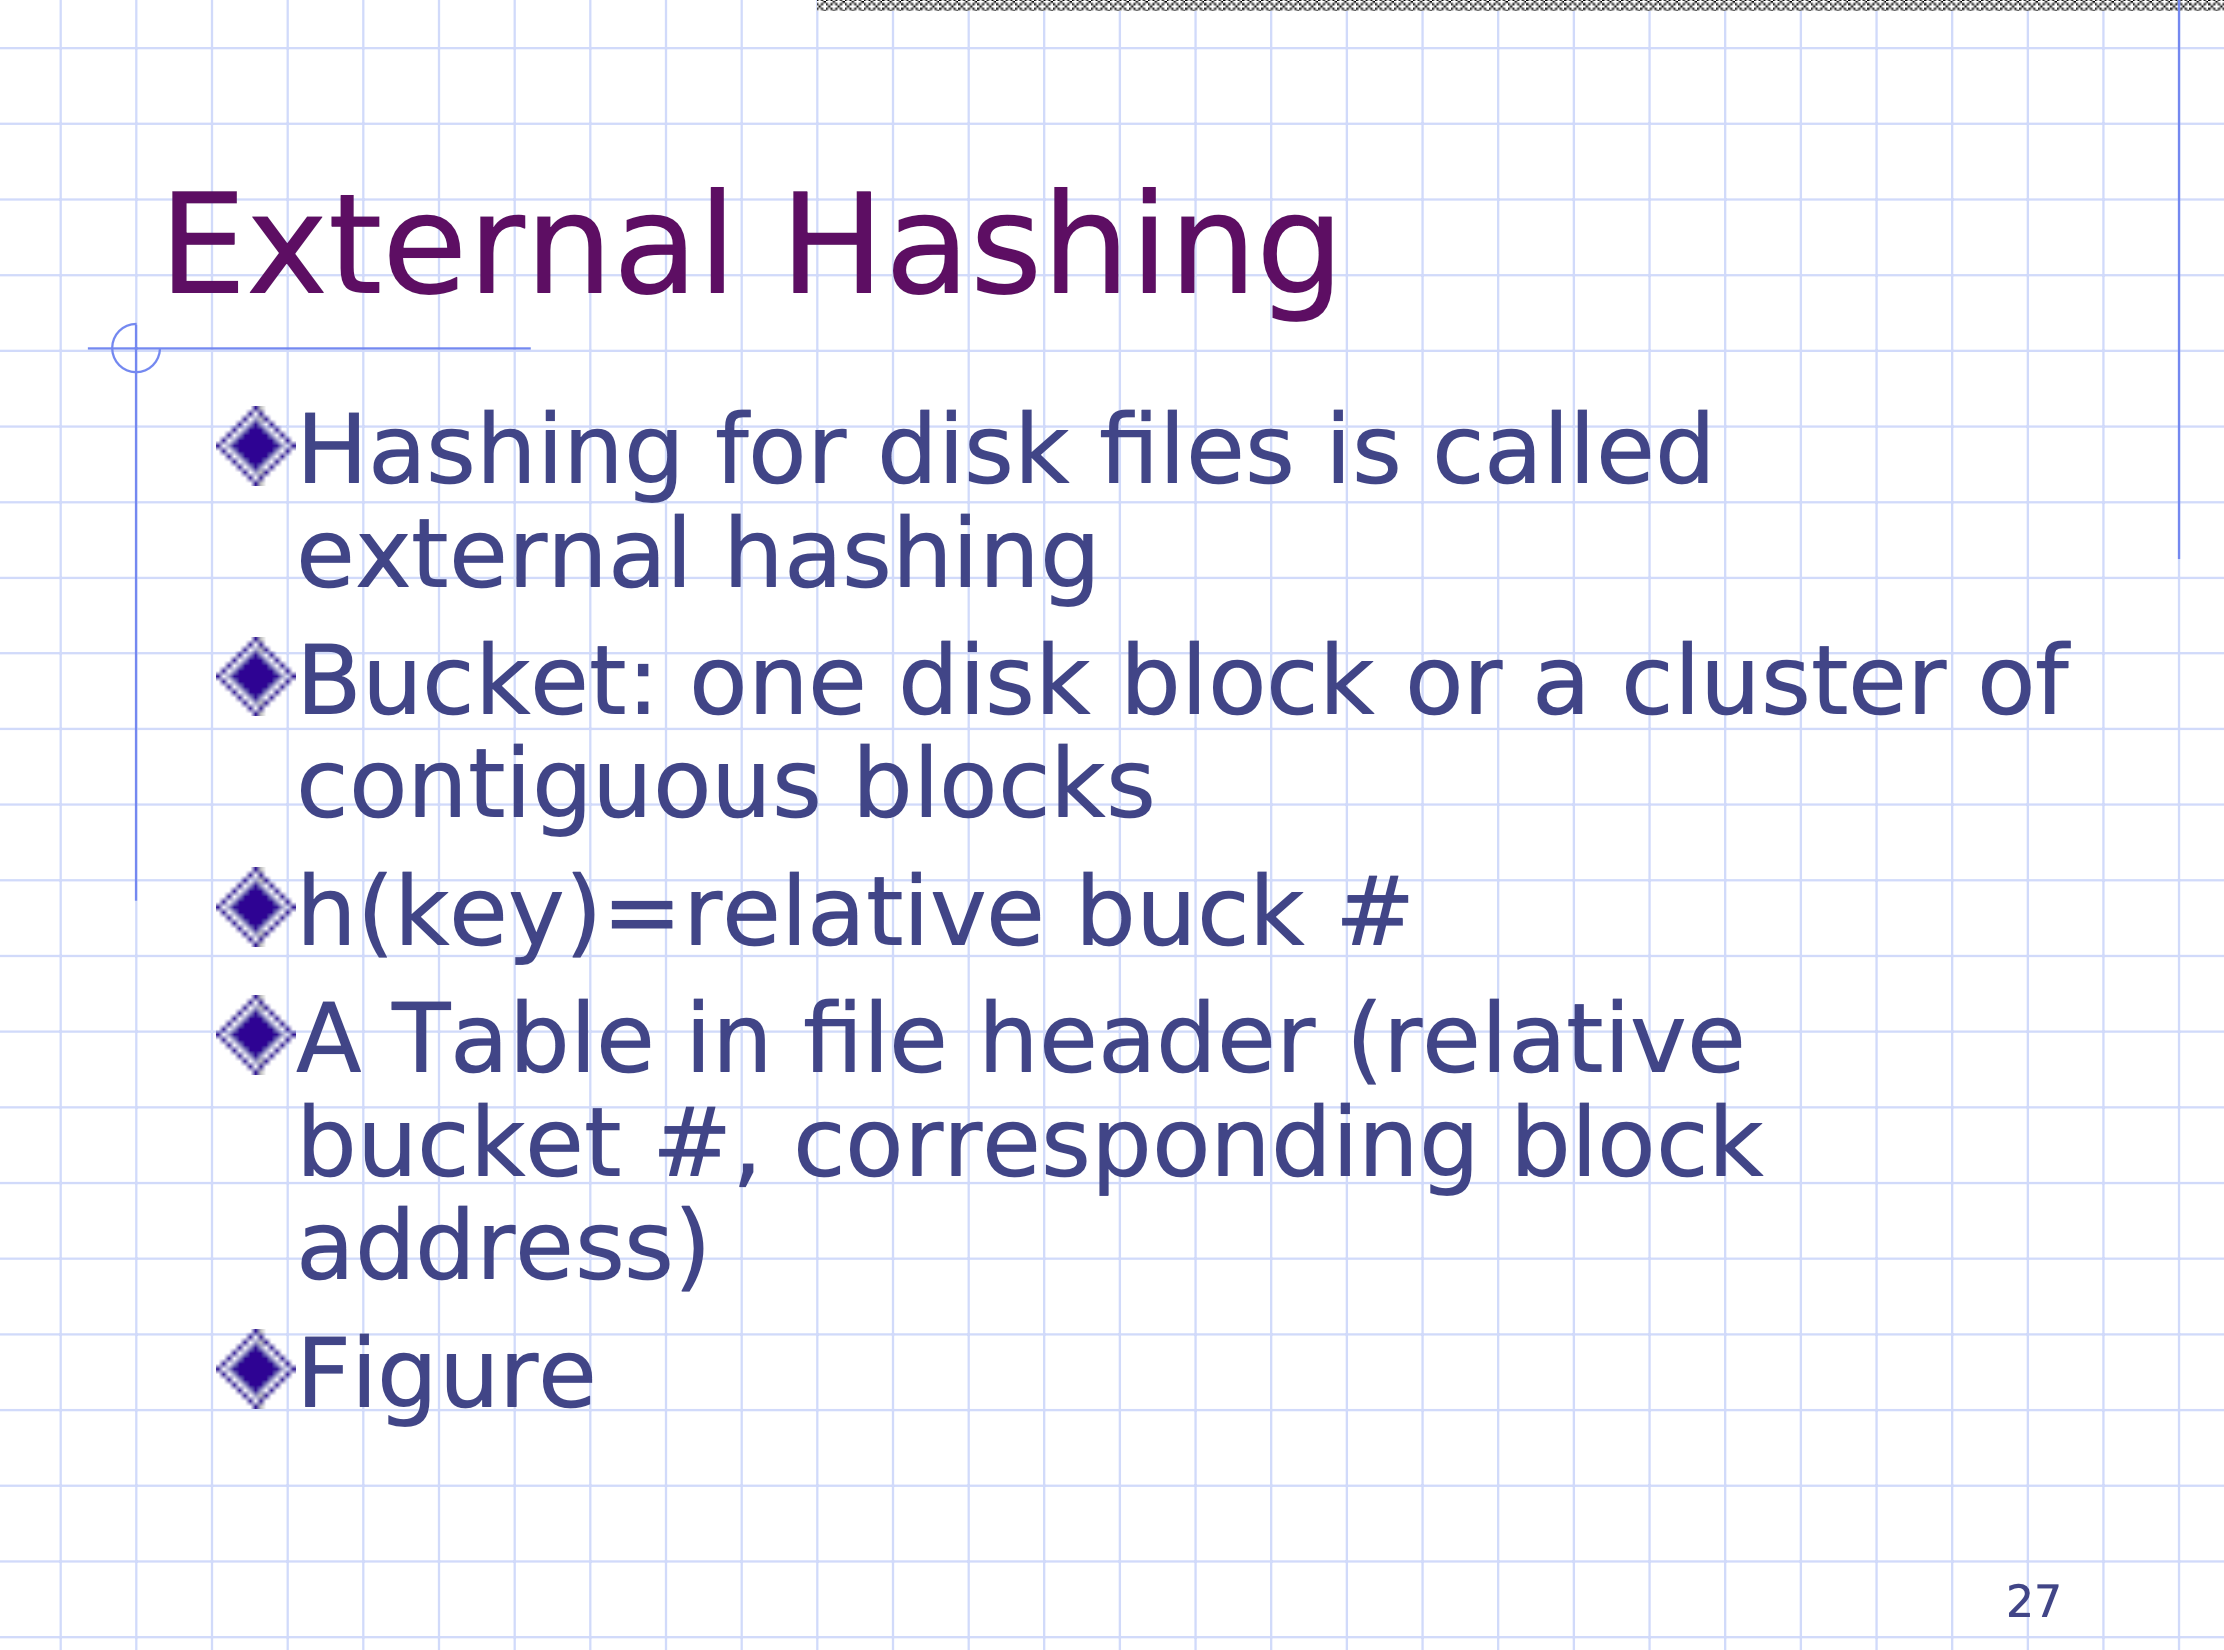 External Hashing
Hashing for disk files is called
external hashing
Bucket: one disk block or a cluster of
contiguous blocks
h(key)=relative buck #
A Table in file header (relative
bucket #, corresponding block
address)
Figure
27